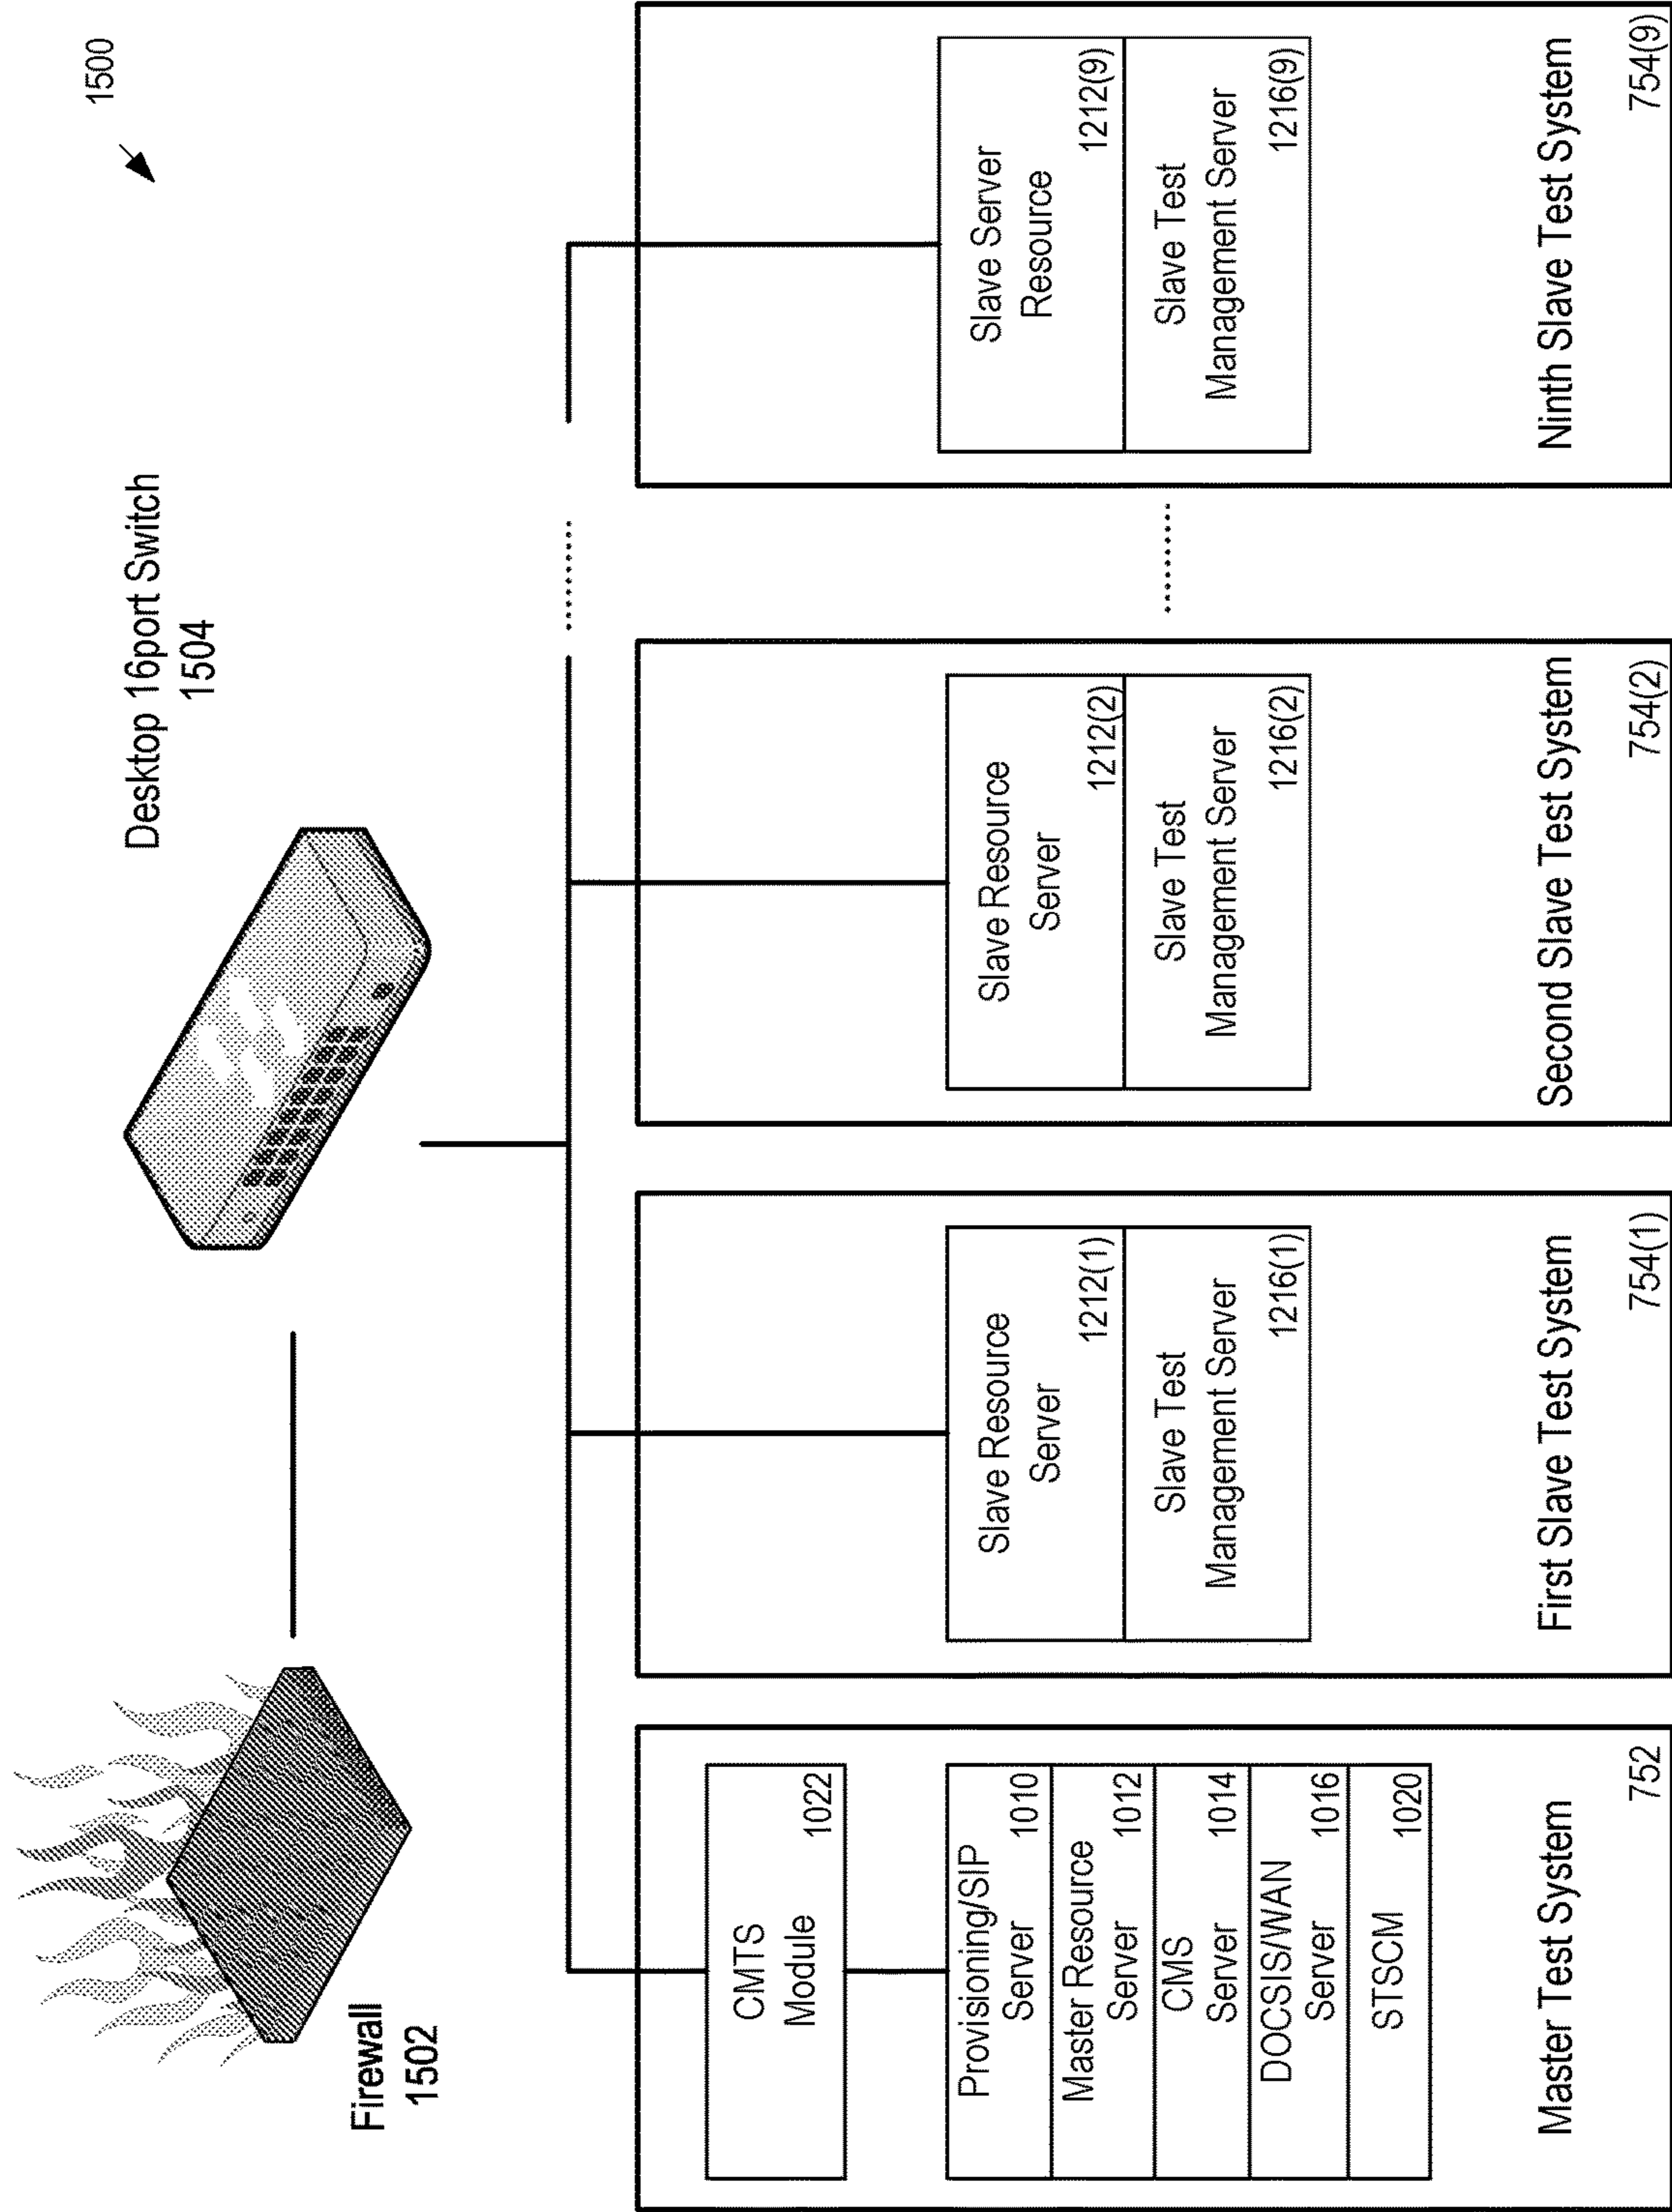 1500
Desktop 16port Switch
1504
Firewall
1502
CMTS
Module
1022
Provisioning/SIP
Server
1010
Master Resource
Server
1012
CMS
Server
1014
DOCSIS/WAN
Server
1016
STSCM
1020
Master Test System
752
Slave Resource
Server
1212(1)
Slave Test
Management Server
1216(1)
First Slave Test System
754(1)
Slave Resource
Server
1212(2)
Slave Test
Management Server
1216(2)
Second Slave Test System
754(2)
Slave Server
Resource
1212(9)
Slave Test
Management Server
1216(9)
Ninth Slave Test System
754(9)